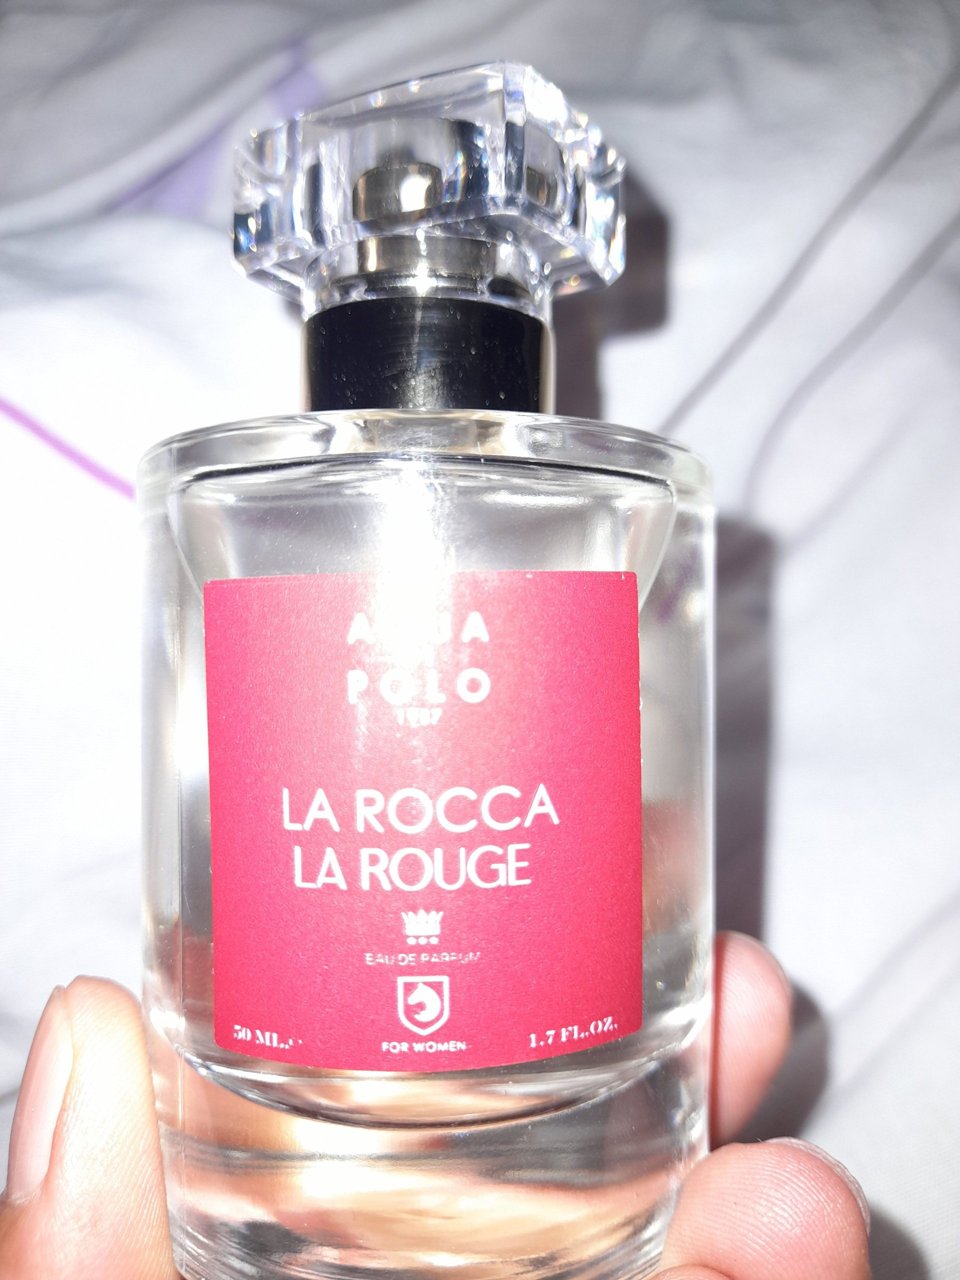 POLO
LA ROCCA
LA ROUGE
EAU DE PARFUM
FOR WOMEN
50 ML.
1.7 FL.OZ.